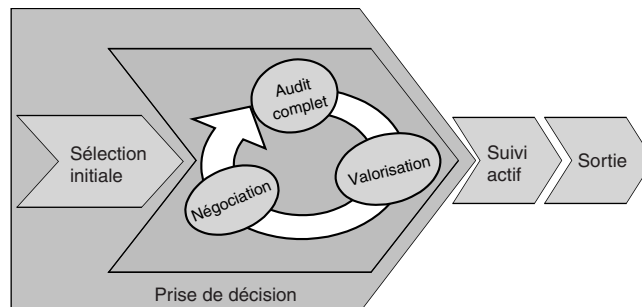 Sélection
initiale
Audit
complet
Valorisation
Négociation
Suivi
actif
Sortie
Prise de décision